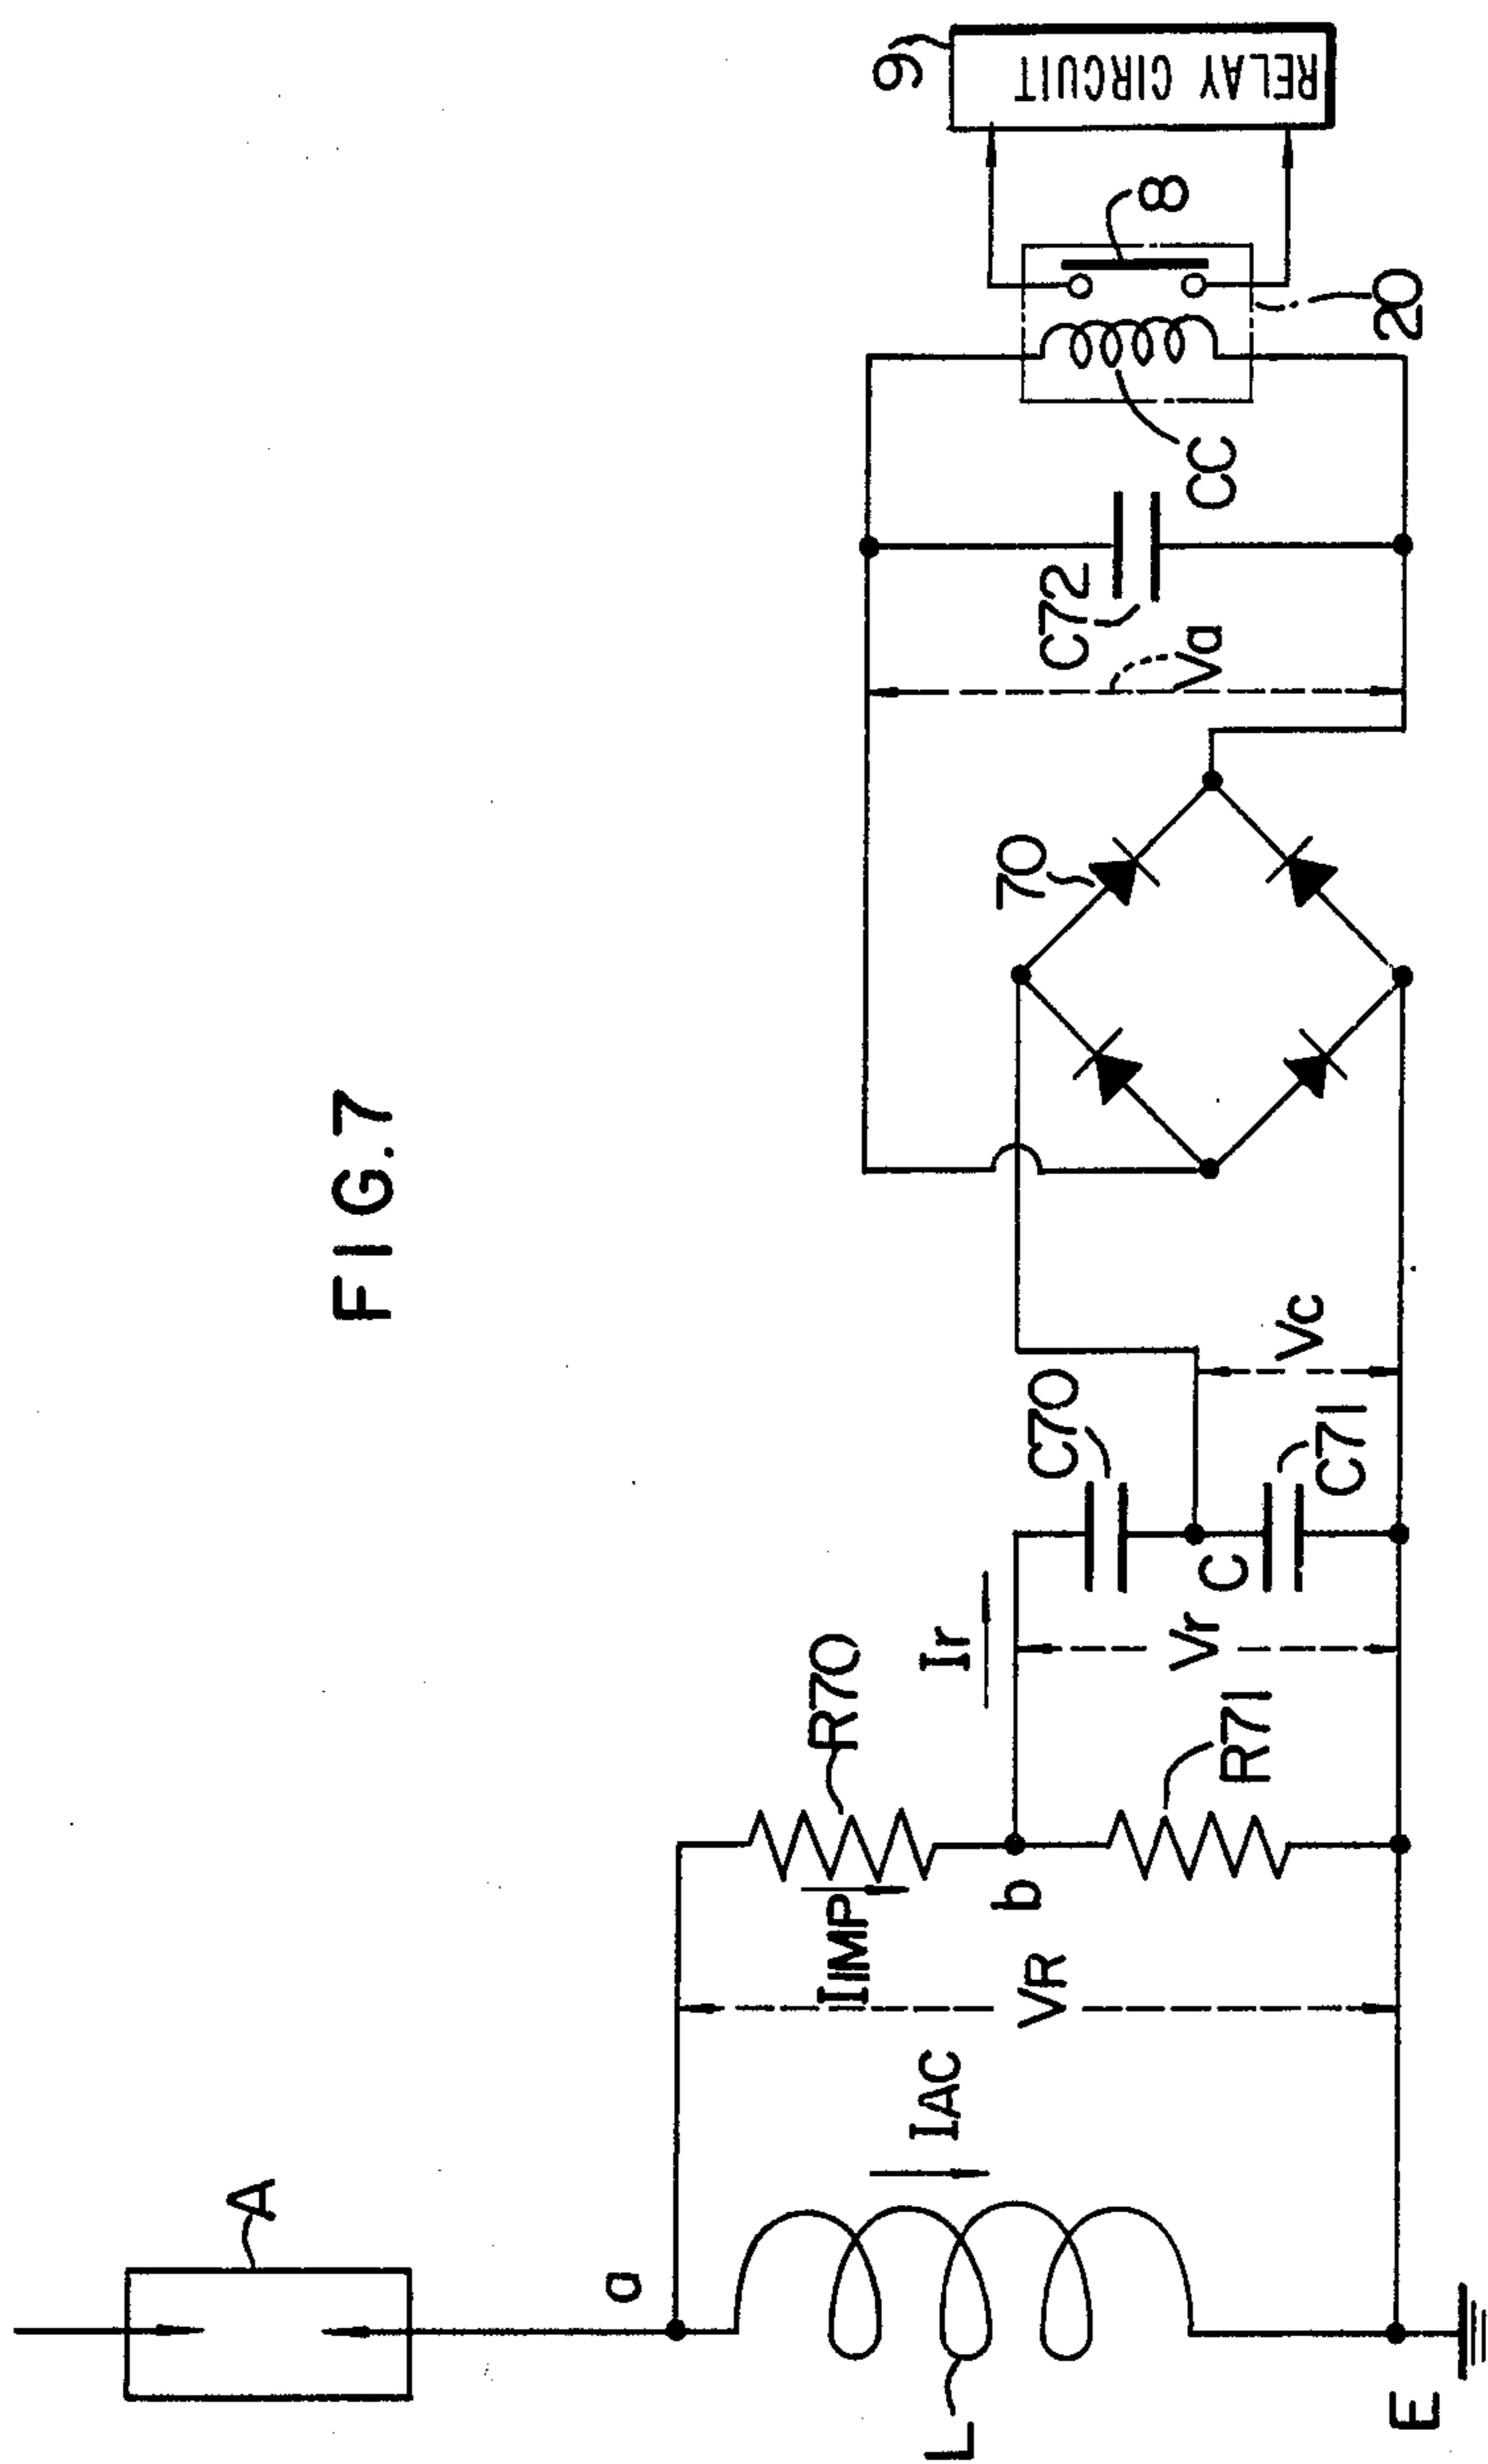 FIG.7
A
a
L
IAC
VR
IIMP
R70
b
R71
Ir
Vr
C70
C
C71
Vc
70
Va
C72
CC
20
8
9
RELAY CIRCUIT
E